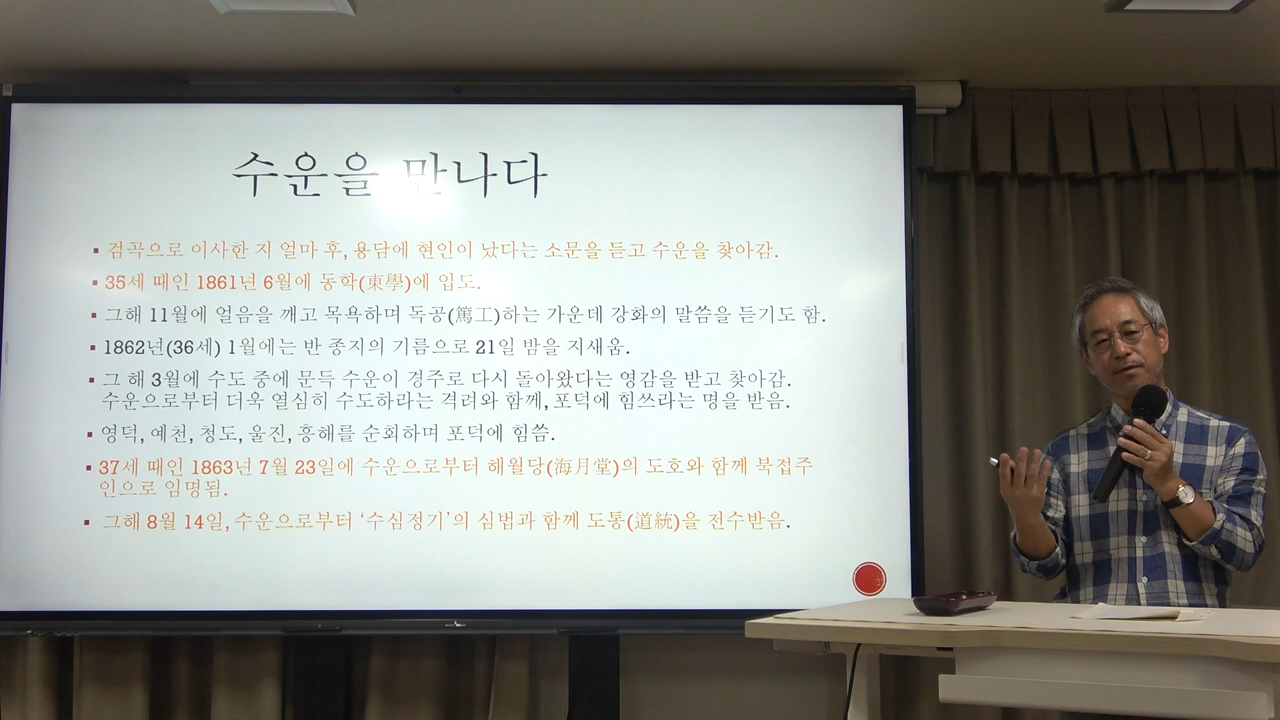 수운을 만나다
▪ 검곡으로 이사한 지 얼마 후, 용담에 현인이 났다는 소문을 듣고 수운을 찾아감.
▪ 35세 때인 1861년 6월에 동학(東學)에 입도.
▪ 그해 11월에 얼음을 깨고 목욕하며 독공(篤工)하는 가운데 강화의 말씀을 듣기도 함.
▪ 1862년(36세) 1월에는 반 종지의 기름으로 21일 밤을 지새움.
▪ 그 해 3월에 수도 중에 문득 수운이 경주로 다시 돌아왔다는 영감을 받고 찾아감.
수운으로부터 더욱 열심히 수도하라는 격려와 함께, 포덕에 힘쓰라는 명을 받음.
▪ 영덕, 예천, 청도, 울진, 흥해를 순회하며 포덕에 힘씀.
▪ 37세 때인 1863년 7월 23일에 수운으로부터 해월당(海月堂)의 도호와 함께 북접주
인으로 임명됨.
▪ 그해 8월 14일, 수운으로부터 ‘수심정기’의 심법과 함께 도통(道統)을 전수받음.